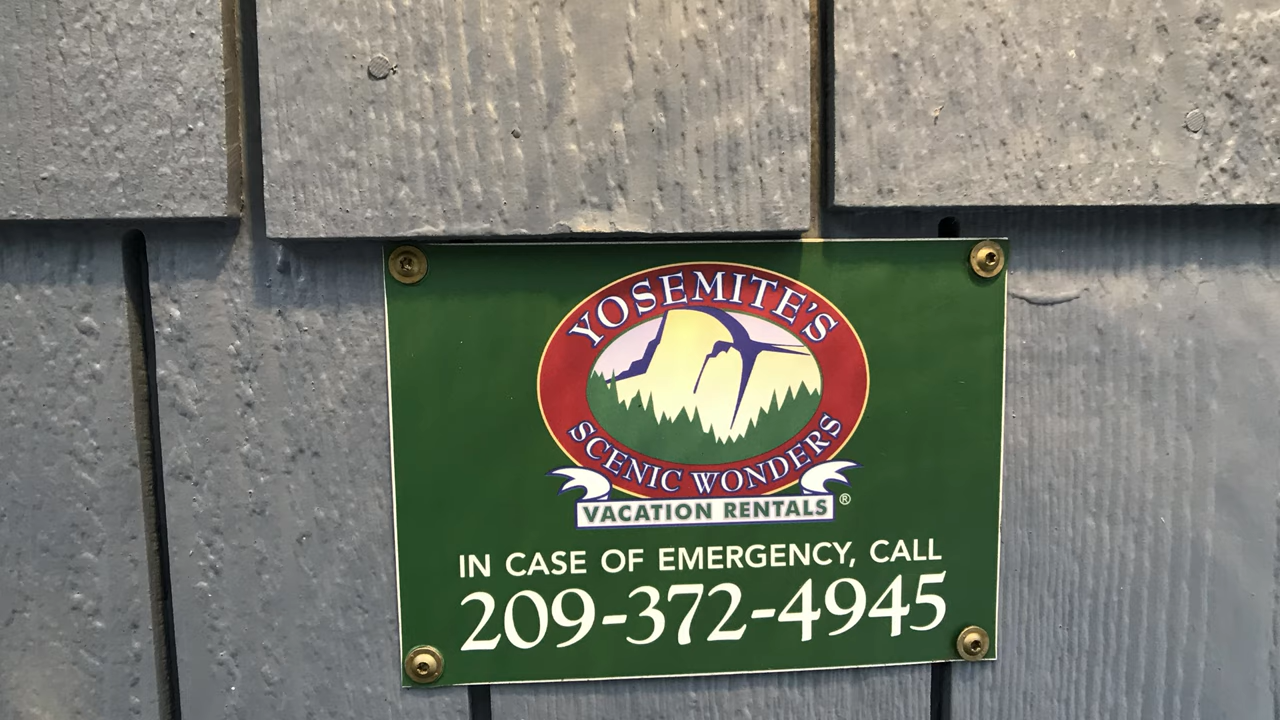 YOSEMITE'S
SCENIC WONDERS
VACATION RENTALS ®
IN CASE OF EMERGENCY, CALL
209-372-4945